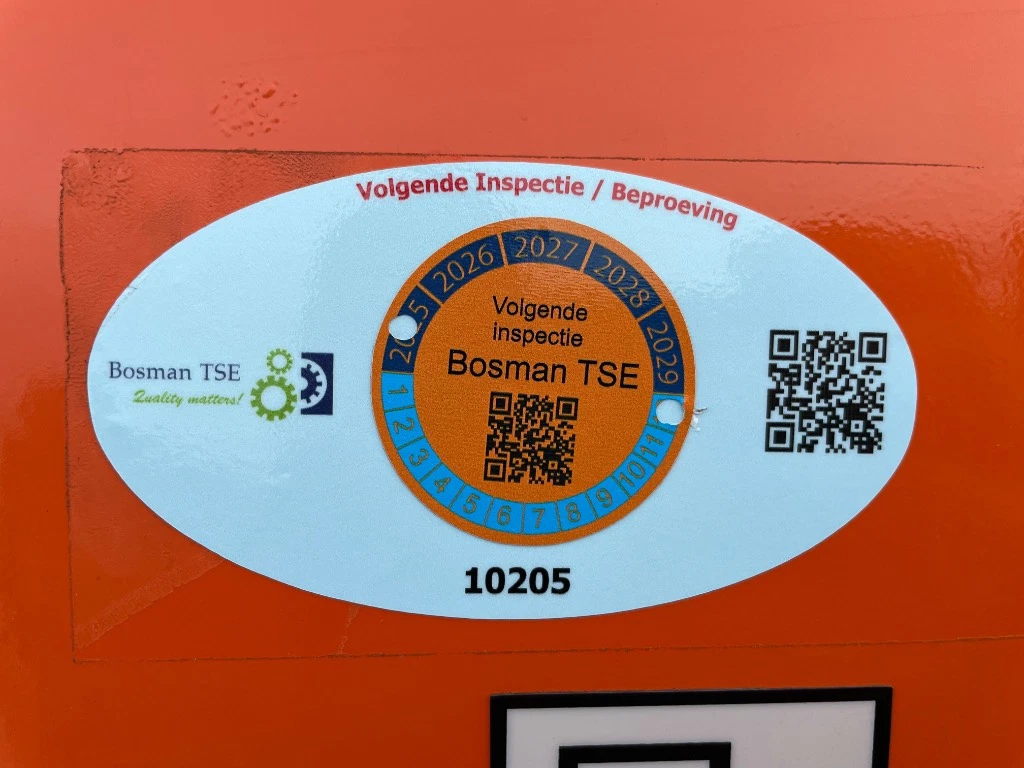 Volgende Inspectie / Beproeving
2026 2027 2028 2029
Volgende
inspectie
Bosman TSE
Bosman TSE
Quality matters!
1 2 3 4 5 6 7 8 9 10 11
10205